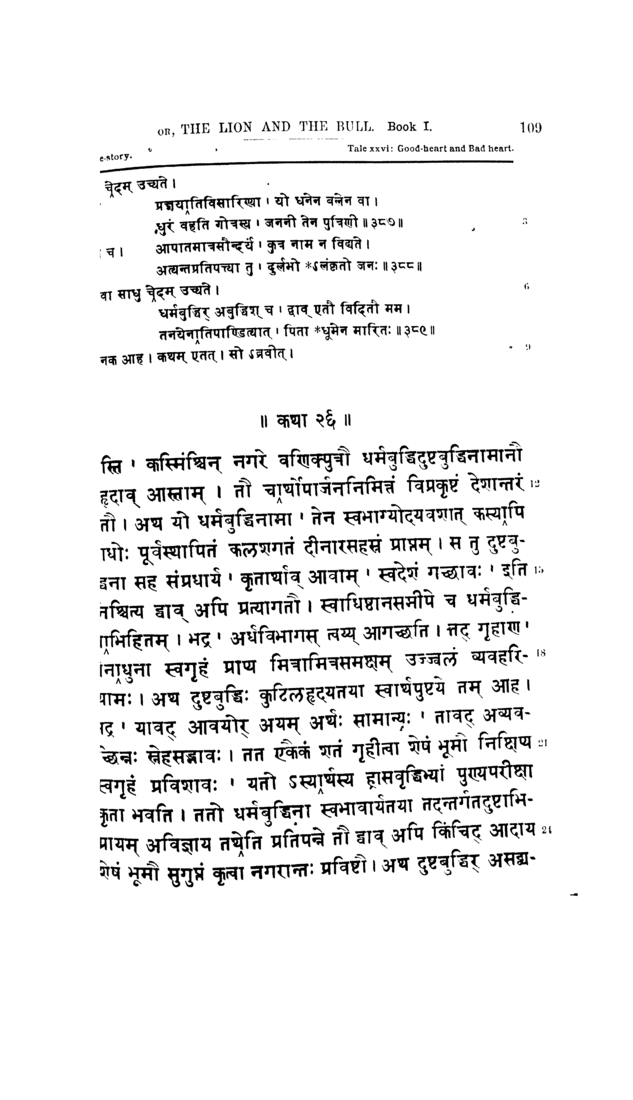 OR, THE LION AND THE BULL. Book I. 109
e-story. Tale xxvi: Good-heart and Bad heart.
चेदम् उच्यते।
प्रज्ञयातिविसारिण्या ' यो धनेन बलेन वा।
धुरं वहति गोत्रस्य ' जननी तेन पुत्रिणी॥३८७॥ 3
च। आपातमात्रसौन्दर्यं ' कुत्र नाम न विद्यते।
अत्यन्तप्रतिपत्त्या तु ' दुर्लभो *ऽलंकृतो जनः॥३८८॥
वा साधु चेदम् उच्यते। 6
धर्मबुद्धिर् अबुद्धिश् च ' द्वाव् एतौ विदितौ मम।
तनयेनातिपाण्डित्यात् ' पिता *धूमेन मारितः॥३८९॥
नक आह। कथम् एतत्। सो ऽब्रवीत्। 9
॥ कथा २६ ॥
स्ति ' कस्मिंश्चिन् नगरे वणिक्पुत्रौ धर्मबुद्धिदुष्टबुद्धिनामानौ
हृदाव् आस्ताम्। तौ चार्थोपार्जननिमित्तं विप्रकृष्टं देशान्तरं 12
तौ। अथ यो धर्मबुद्धिनामा ' तेन स्वभाग्योदयवशात् कस्यापि
ाधोः पूर्वस्थापितं कलशगतं दीनारसहस्रं प्राप्तम्। स तु दुष्टबु-
द्धिना सह संप्रधार्य ' कृतार्थाव् आवाम् ' स्वदेशं गच्छावः ' इति 15
नश्चित्य द्वाव् अपि प्रत्यागतौ। स्वाधिष्ठानसमीपे च धर्मबुद्धि-
ाभिहितम्। भद्र ' अर्धविभागस् त्वय्य् आगच्छति। तद् गृहाण '
ेनाधुना स्वगृहं प्राप्य मित्रामित्रसमक्षम् उज्ज्वलं व्यवहरि- 18
यामः। अथ दुष्टबुद्धिः कुटिलहृदयतया स्वार्थपुष्टये तम् आह।
द्र ' यावद् आवयोर् अयम् अर्थः सामान्यः ' तावद् अव्यव-
च्छिन्नः स्नेहसद्भावः। तत एकैकं शतं गृहीत्वा शेषं भूमौ निक्षिप्य 21
स्वगृहं प्रविशावः ' यतो ऽस्यार्थस्य ह्रासवृद्धिभ्यां पुण्यपरीक्षा
कृता भवति। ततो धर्मबुद्धिना स्वभावार्यतया तदन्तर्गतदुष्टाभि-
प्रायम् अविज्ञाय तथेति प्रतिपन्ने तौ द्वाव् अपि किंचिद् आदाय 24
शेषं भूमौ सुगुप्तं कृत्वा नगरान्तः प्रविष्टौ। अथ दुष्टबुद्धिर् असद्व्य-